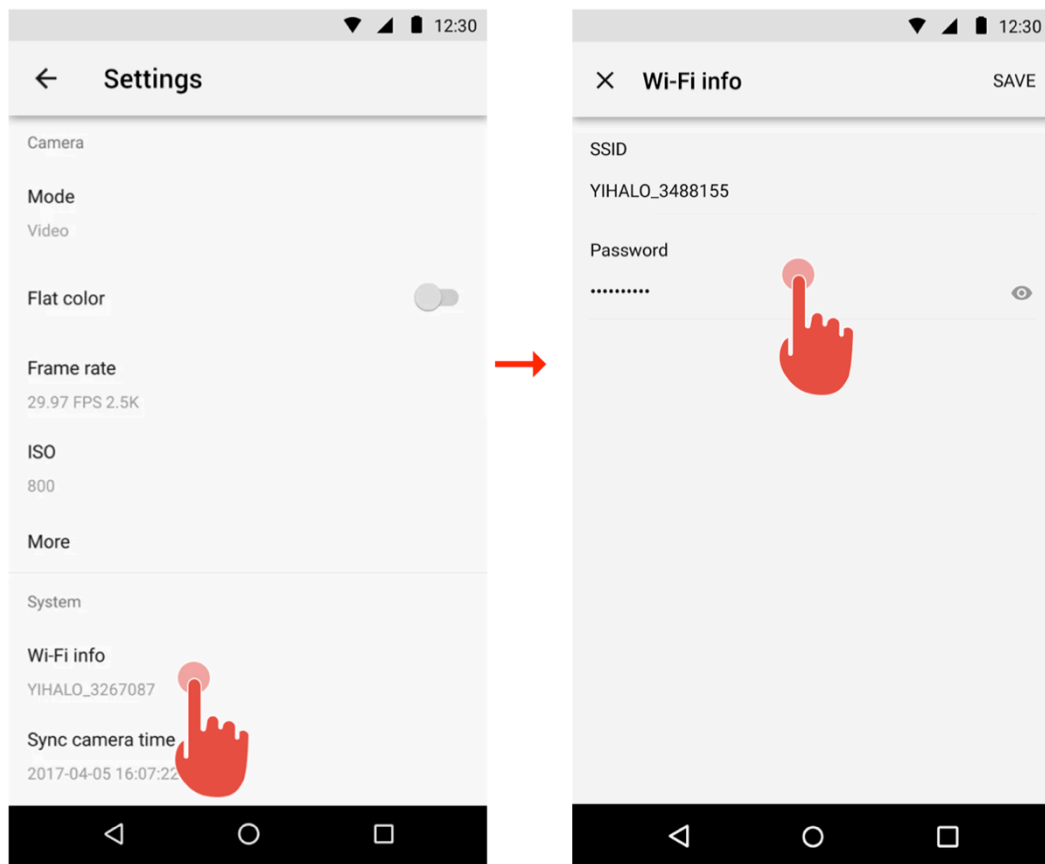 12:30
Settings
Camera
Mode
Video
Flat color
Frame rate
29.97 FPS 2.5K
ISO
800
More
System
Wi-Fi info
YIHALO_3267087
Sync camera time
2017-04-05 16:07:22
12:30
Wi-Fi info SAVE
SSID
YIHALO_3488155
Password
••••••••••